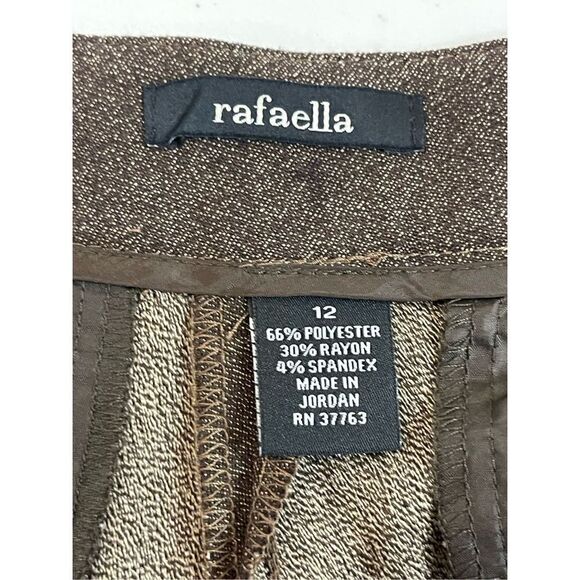 rafaella
12
66% POLYESTER
30% RAYON
4% SPANDEX
MADE IN
JORDAN
RN 37763